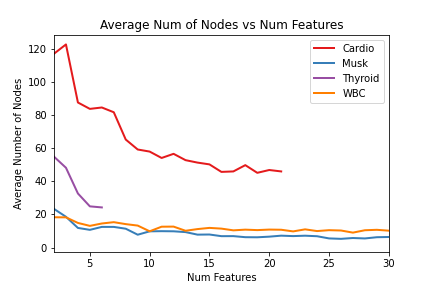 Average Num of Nodes vs Num Features
Average Number of Nodes
120
100
80
60
40
20
0
Cardio
Musk
Thyroid
WBC
5
10
15
20
25
30
Num Features